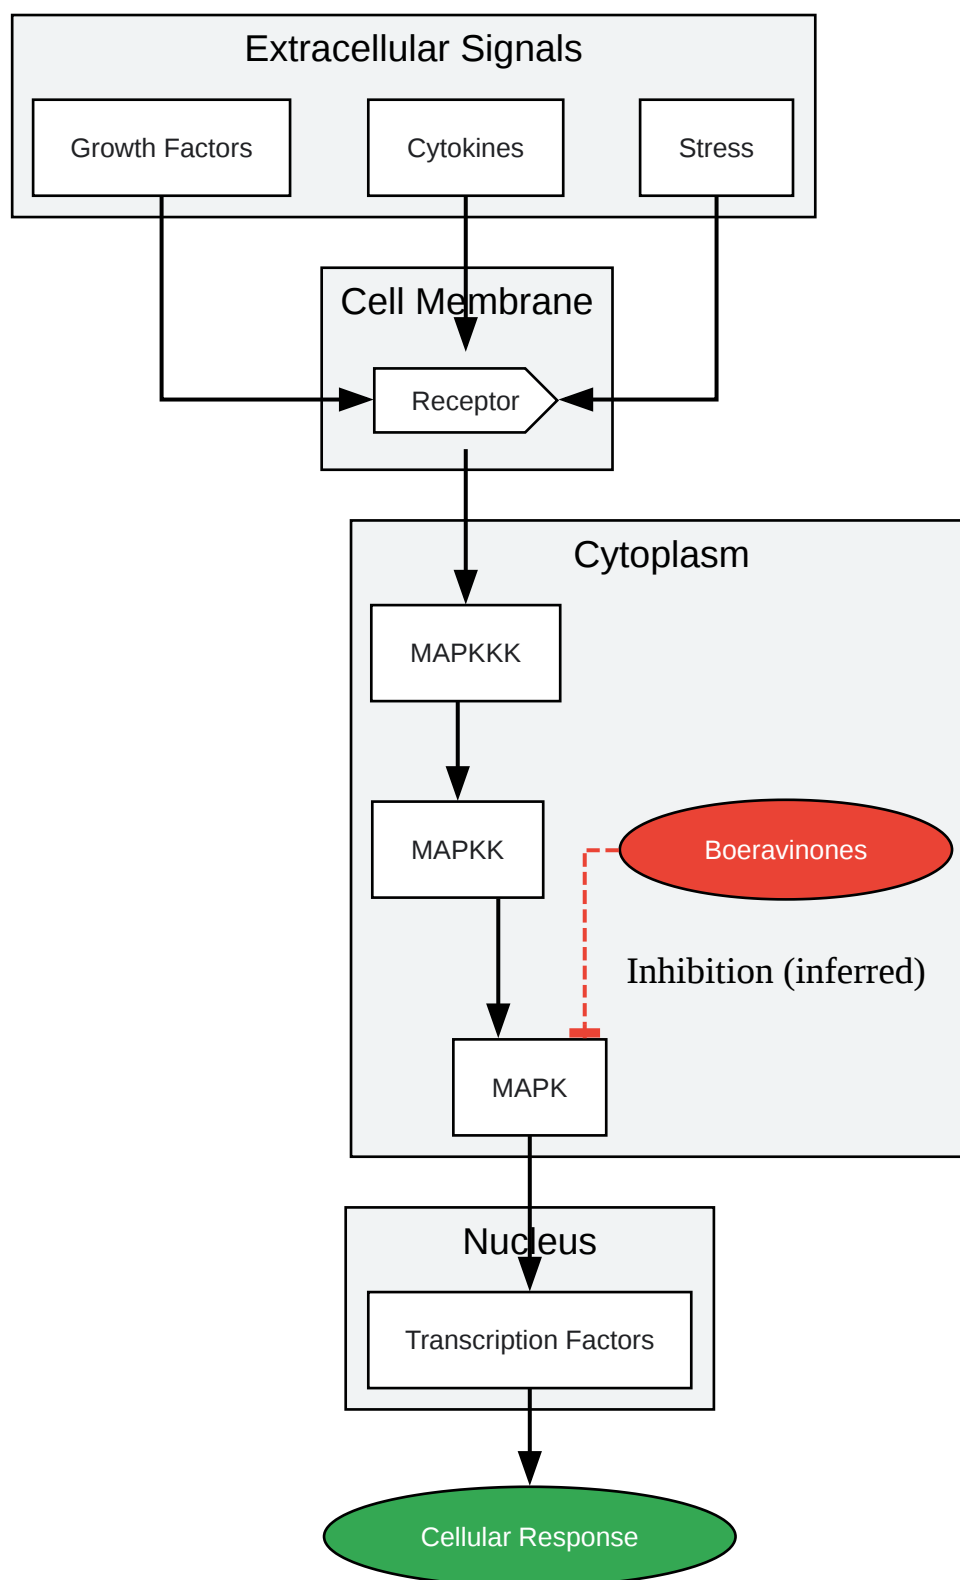 Extracellular Signals
Growth Factors
Cytokines
Stress
Cell Membrane
Receptor
Cytoplasm
MAPKKK
MAPKK
Boeravinones
Inhibition (inferred)
MAPK
Nucleus
Transcription Factors
Cellular Response